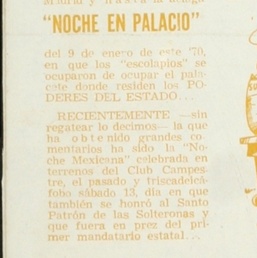 "NOCHE EN PALACIO"
del 9 de enero de este '70,
en que los "escolapios" se
ocuparon de ocupar el pala-
cete donde residen los PO-
DERES DEL ESTADO...
RECIENTEMENTE —sin
regatear lo decimos— la que
ha obtenido grandes co-
mentarios ha sido la "No-
che Mexicana" celebrada en
terrenos del Club Campes-
tre, el pasado y triscadelcá-
fobo sábado 13, día en que
también se honró al Santo
Patrón de las Solteronas y
que fuera en prez del pri-
mer mandatario estatal...